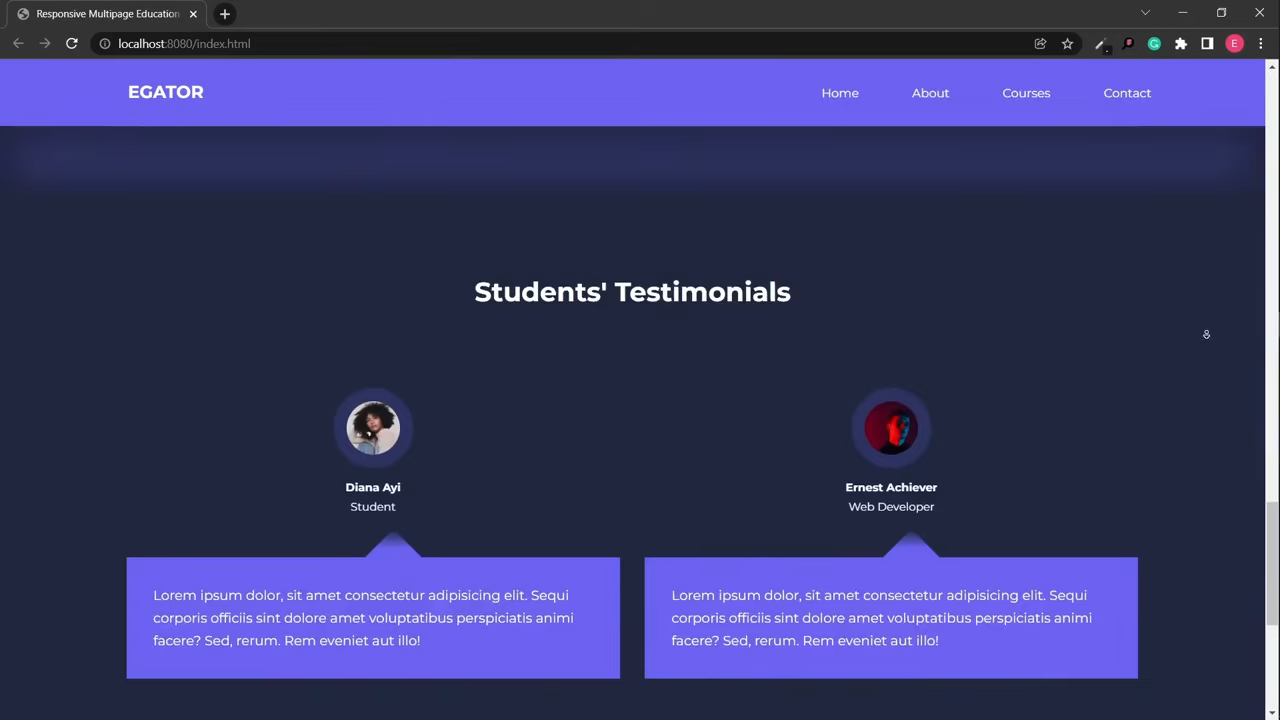 Responsive Multipage Education
localhost:8080/index.html
E
EGATOR
Home About Courses Contact
Students' Testimonials
Diana Ayi
Student
Lorem ipsum dolor, sit amet consectetur adipisicing elit. Sequi
corporis officiis sint dolore amet voluptatibus perspiciatis animi
facere? Sed, rerum. Rem eveniet aut illo!
Ernest Achiever
Web Developer
Lorem ipsum dolor, sit amet consectetur adipisicing elit. Sequi
corporis officiis sint dolore amet voluptatibus perspiciatis animi
facere? Sed, rerum. Rem eveniet aut illo!